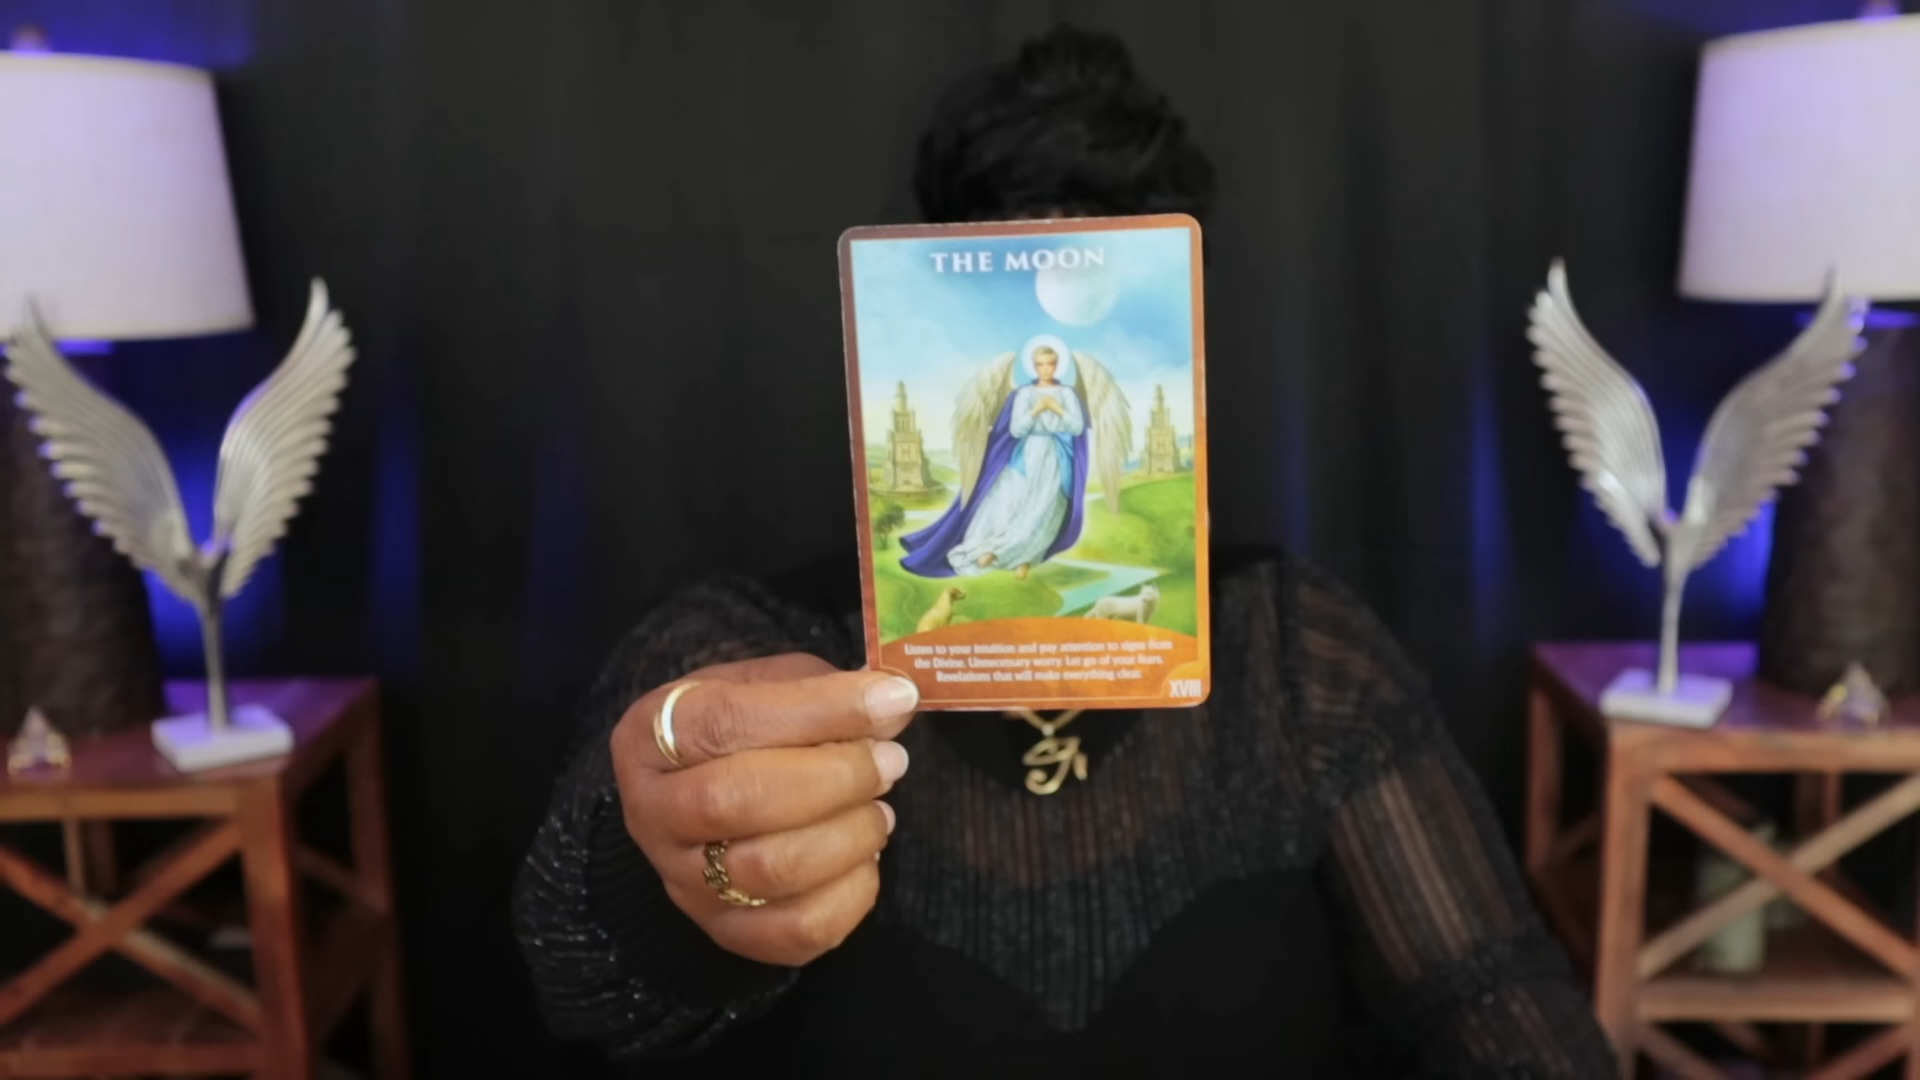 THE MOON
Listen to your intuition and pay attention to signs from
the Divine. Unnecessary worry. Let go of your fears.
Revelations that will make everything clear.
XVIII